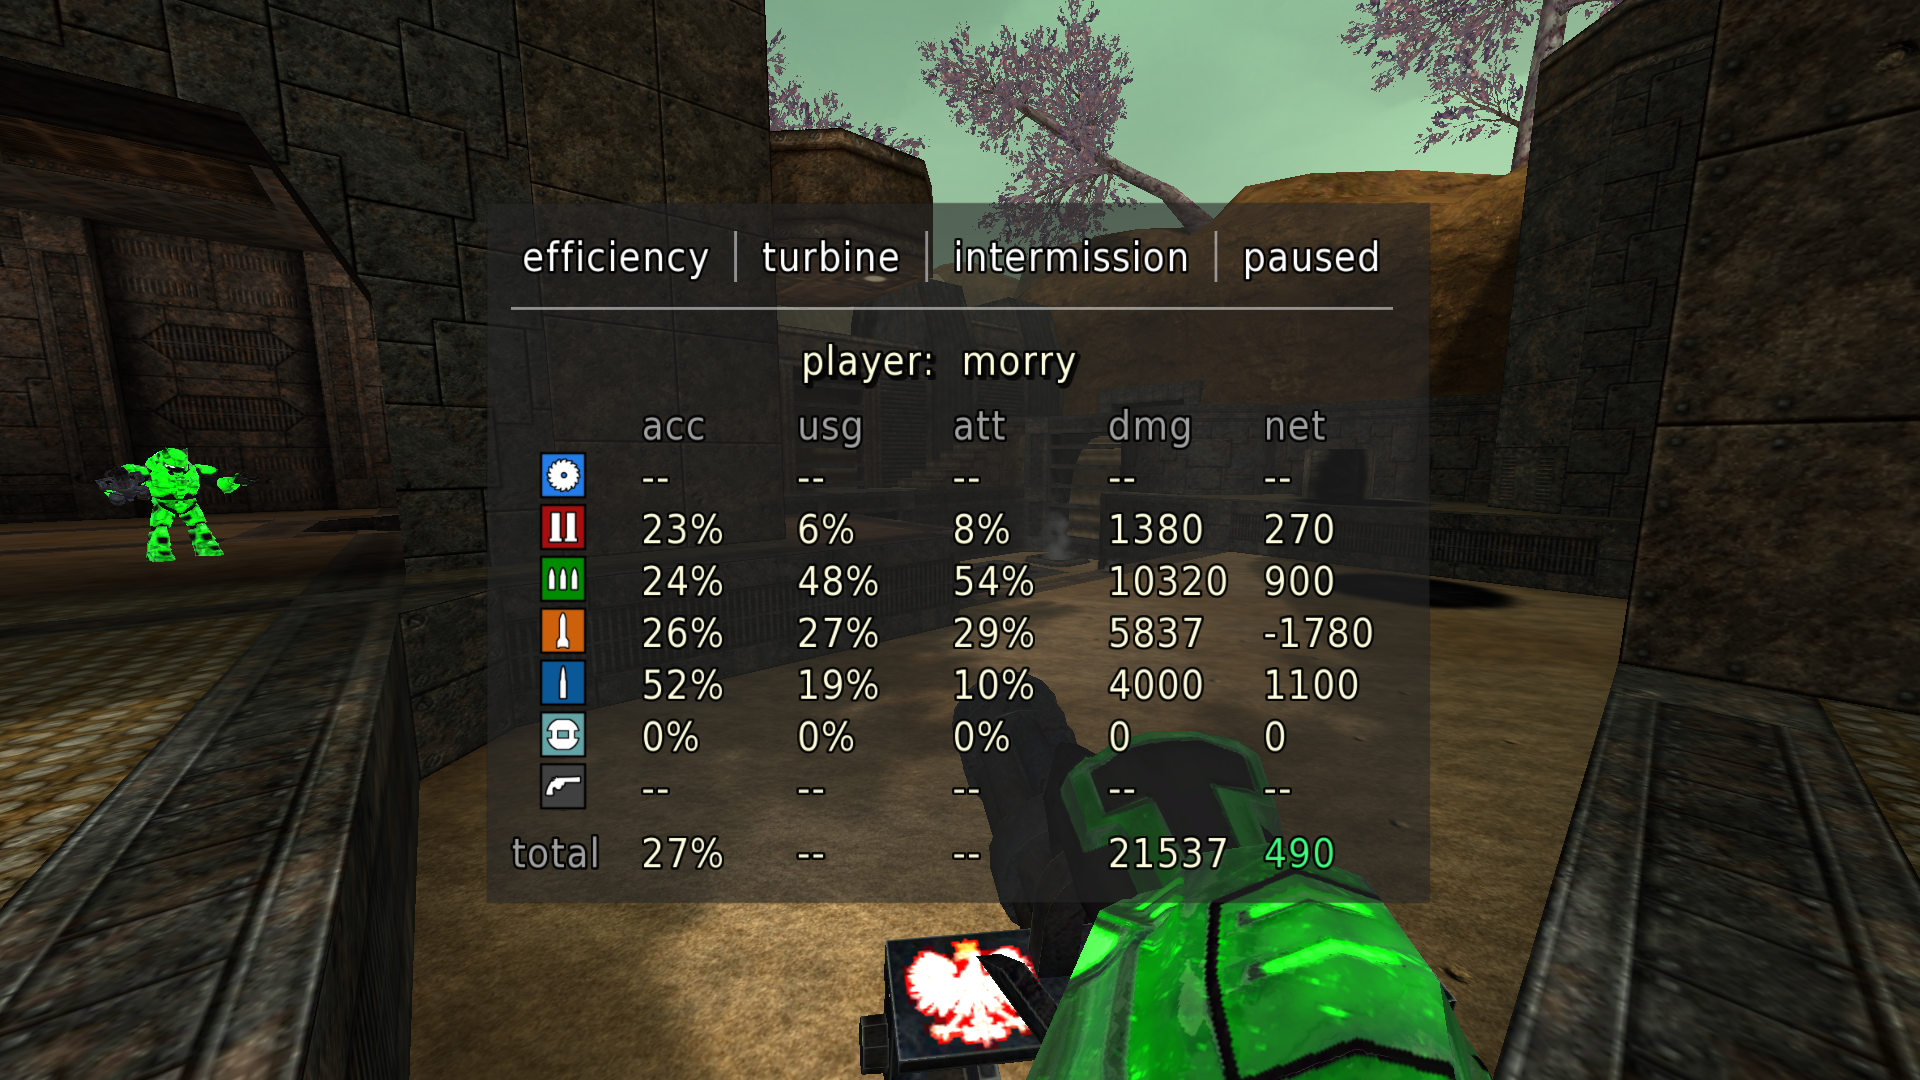 efficiency | turbine | intermission | paused
player: morry
acc usg att dmg net
-- -- -- -- --
23% 6% 8% 1380 270
24% 48% 54% 10320 900
26% 27% 29% 5837 -1780
52% 19% 10% 4000 1100
0% 0% 0% 0 0
-- -- -- -- --
total 27% -- -- 21537 490